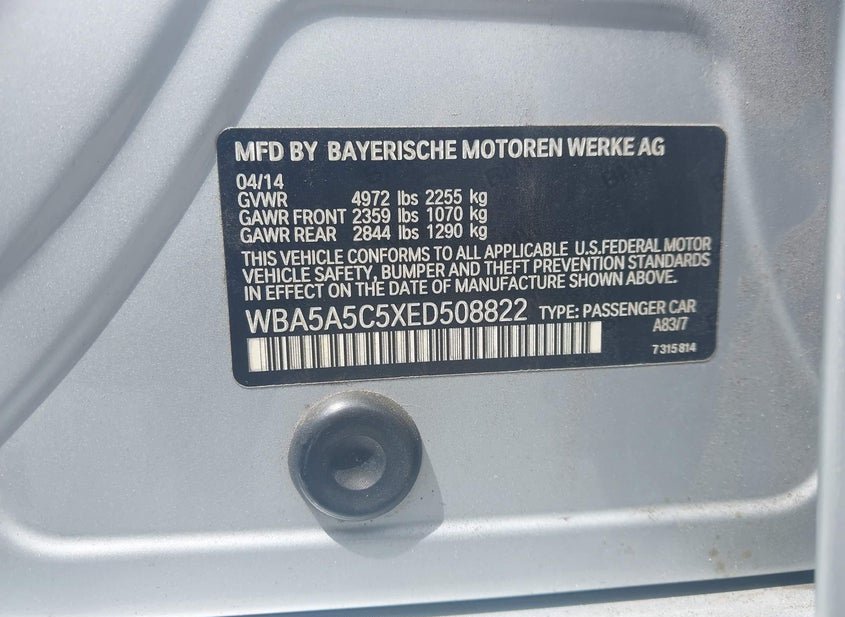 MFD BY BAYERISCHE MOTOREN WERKE AG
04/14
GVWR 4972 lbs 2255 kg
GAWR FRONT 2359 lbs 1070 kg
GAWR REAR 2844 lbs 1290 kg
THIS VEHICLE CONFORMS TO ALL APPLICABLE U.S.FEDERAL MOTOR
VEHICLE SAFETY, BUMPER AND THEFT PREVENTION STANDARDS
IN EFFECT ON THE DATE OF MANUFACTURE SHOWN ABOVE.
WBA5A5C5XED508822 TYPE: PASSENGER CAR
A83/7
7 315 814